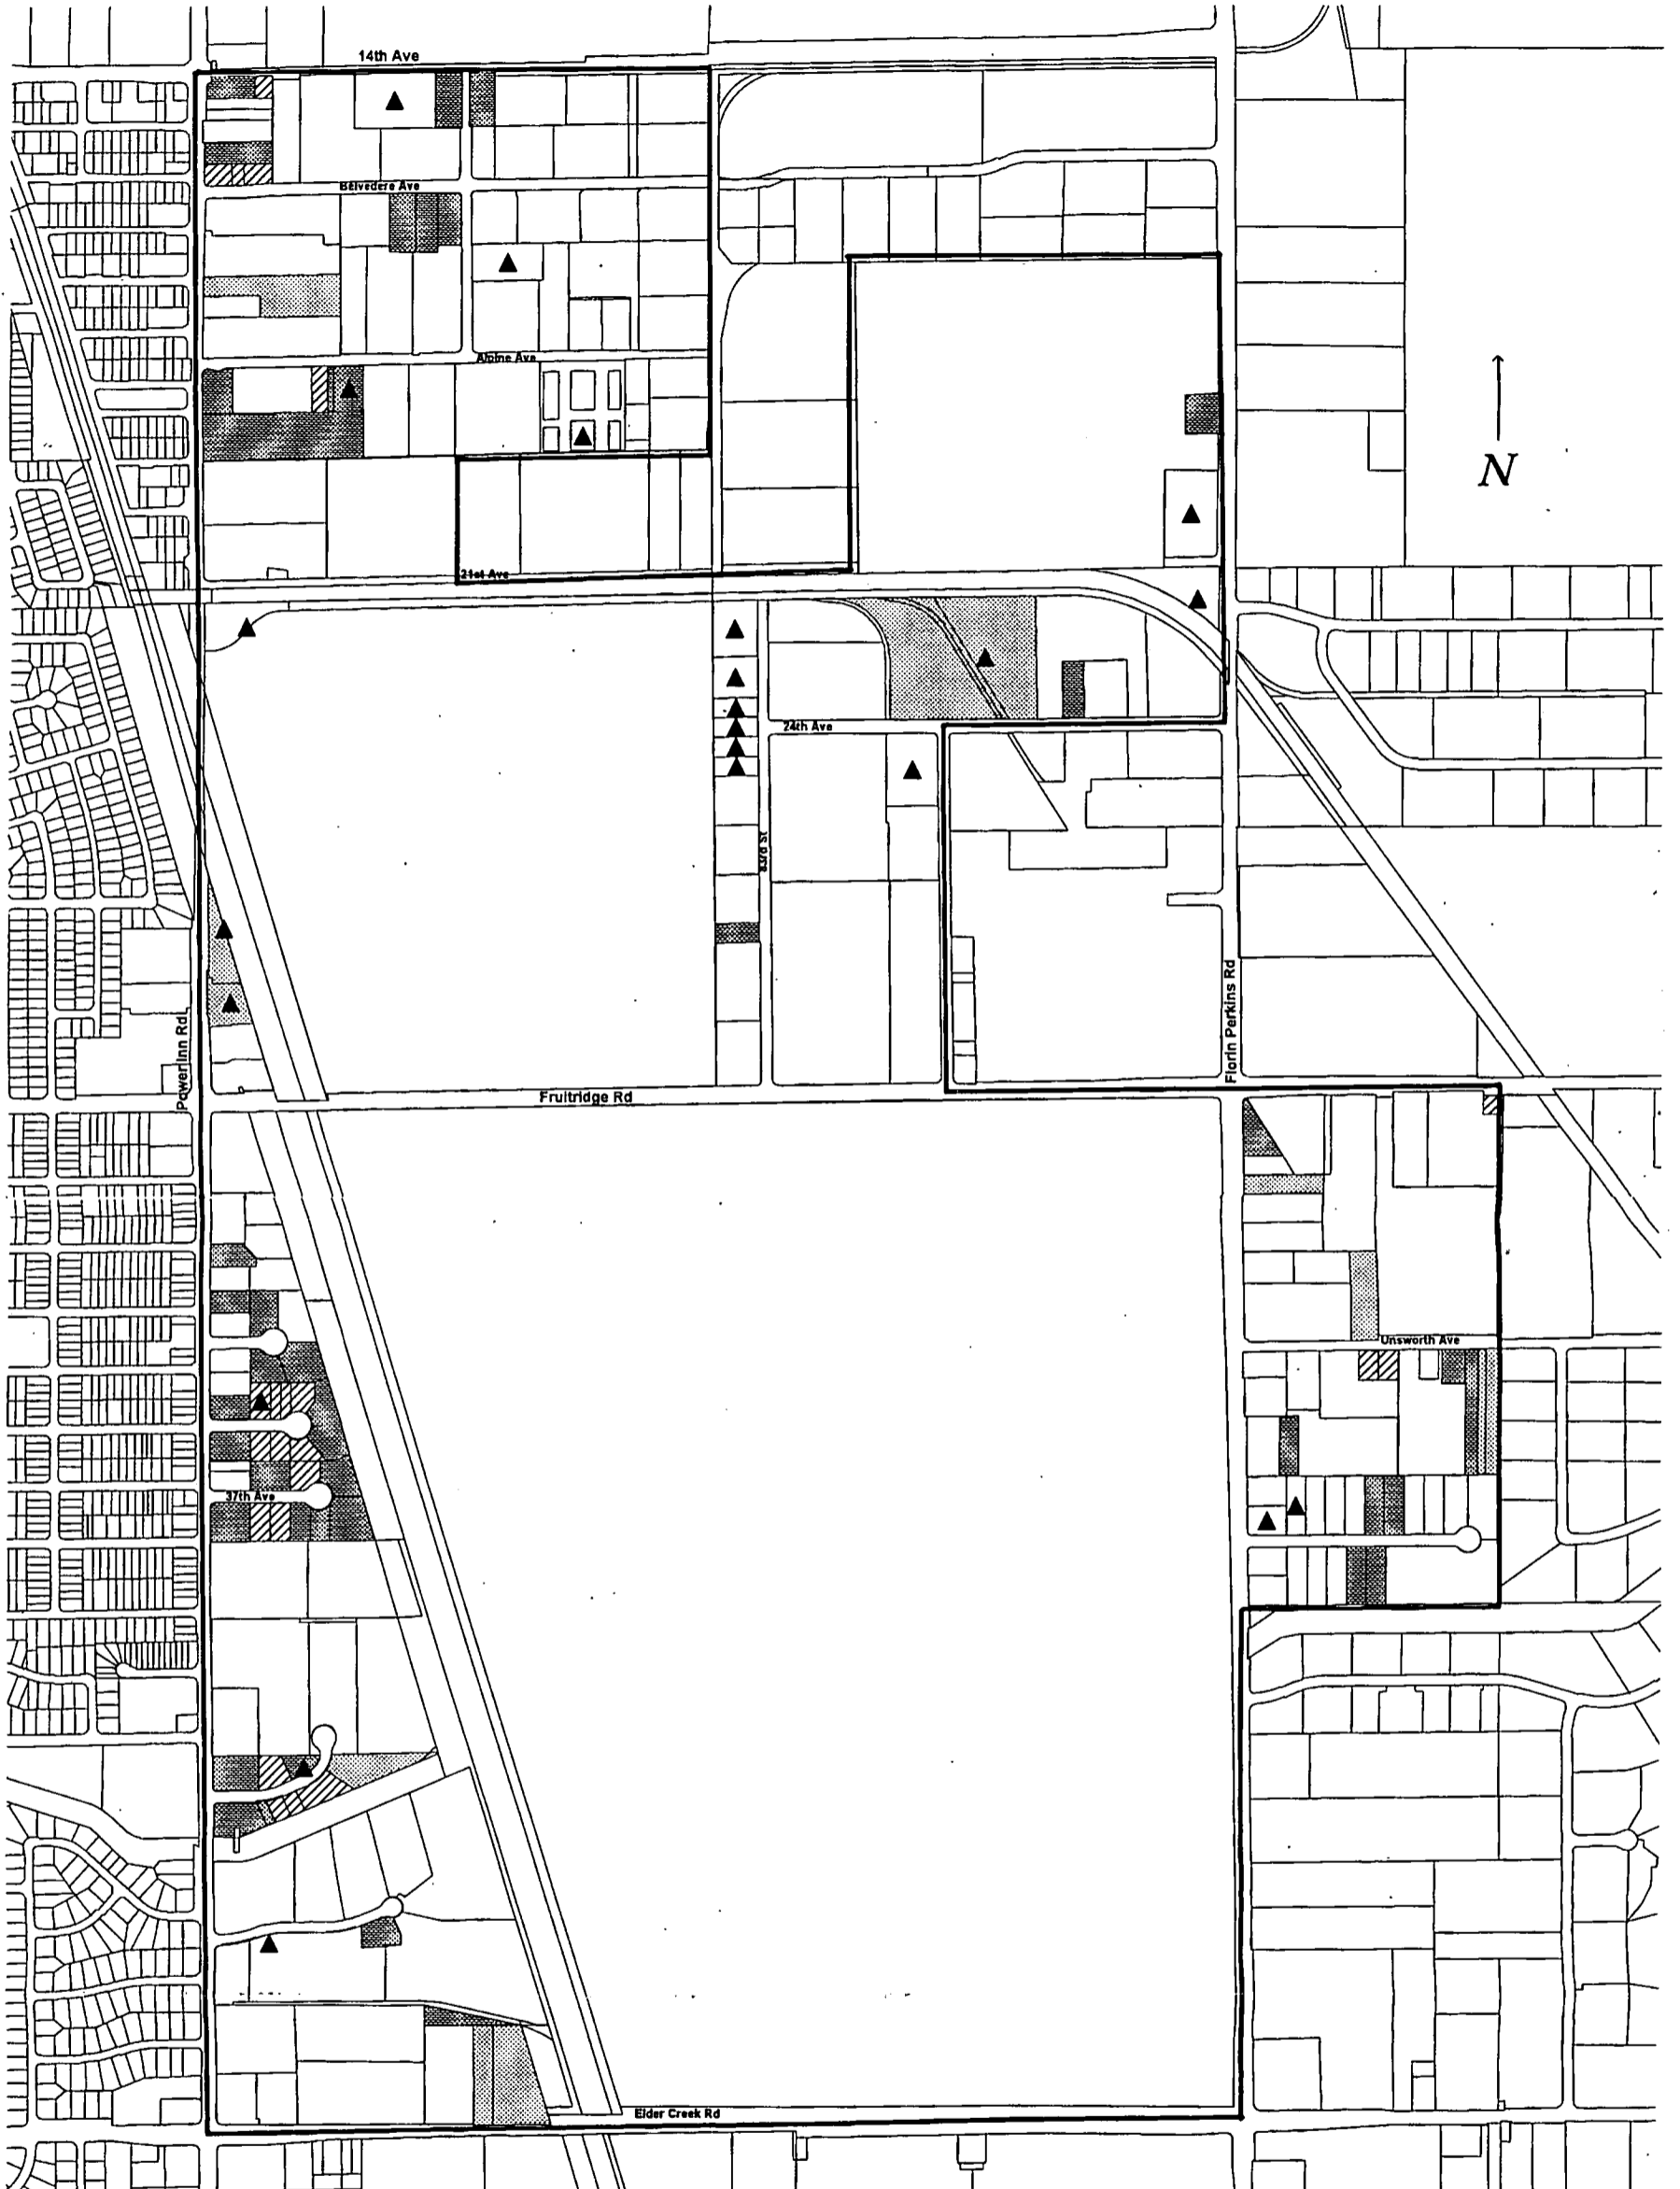 14th Ave
Belvedere Ave
Alpine Ave
N
21st Ave
24th Ave
83rd St
Florin Perkins Rd
Power Inn Rd
Fruitridge Rd
Unsworth Ave
37th Ave
Elder Creek Rd